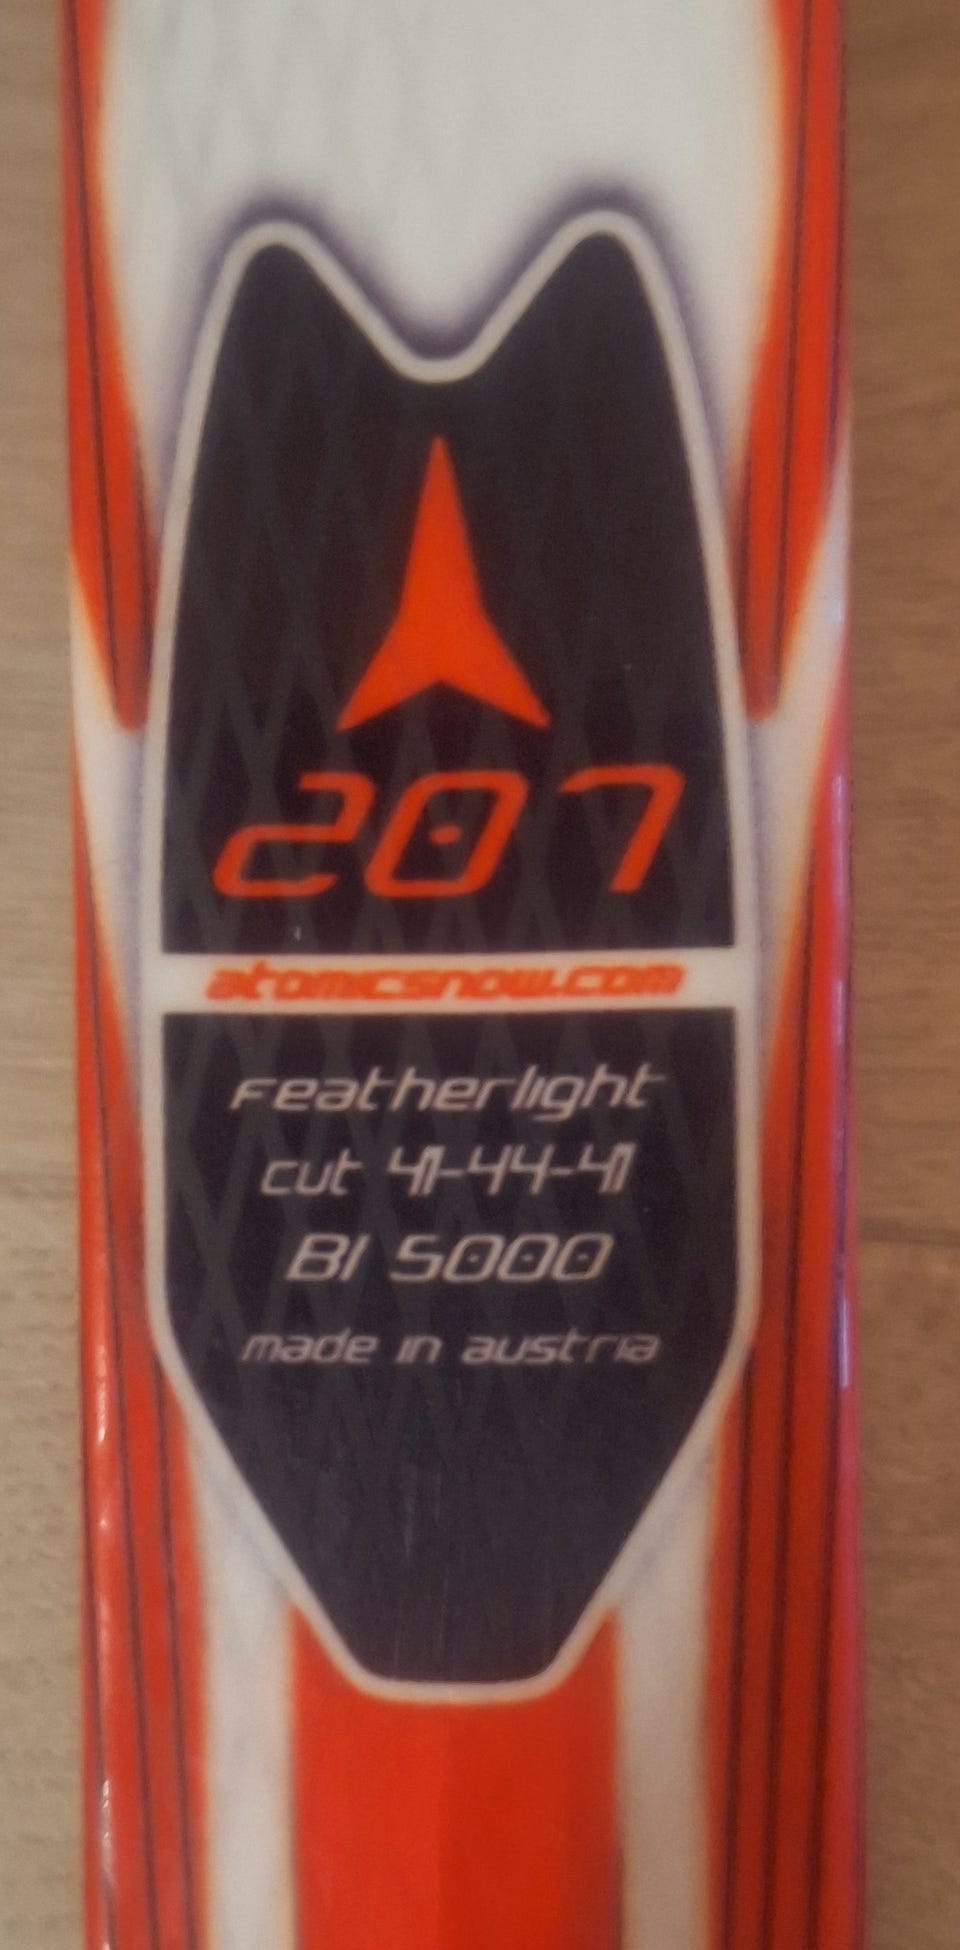 207
atomicsnow.com
Featherlight
cut 41-44-41
BI 5000
made in austria